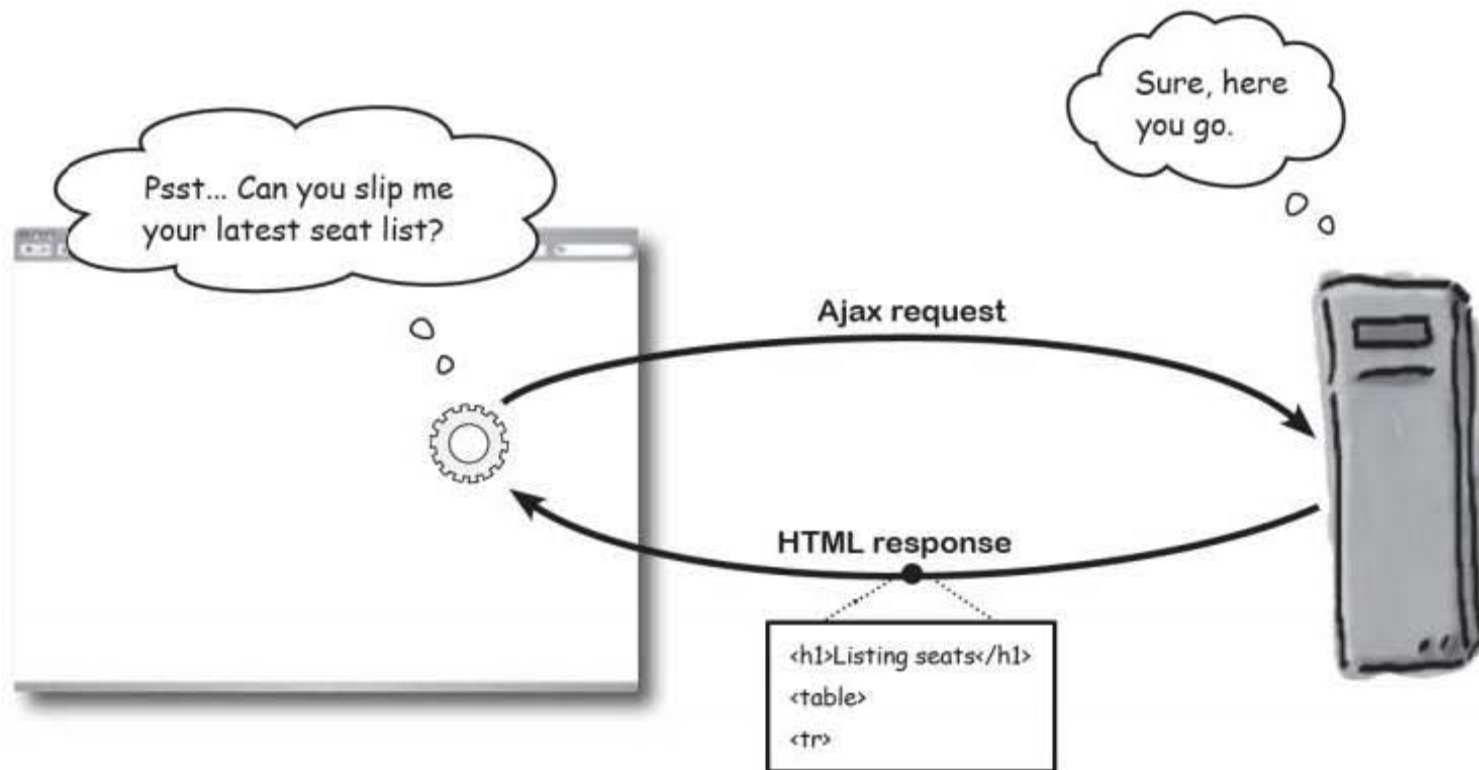 Sure, here
you go.
Psst... Can you slip me
your latest seat list?
Ajax request
HTML response
<h1>Listing seats</h1>
<table>
<tr>